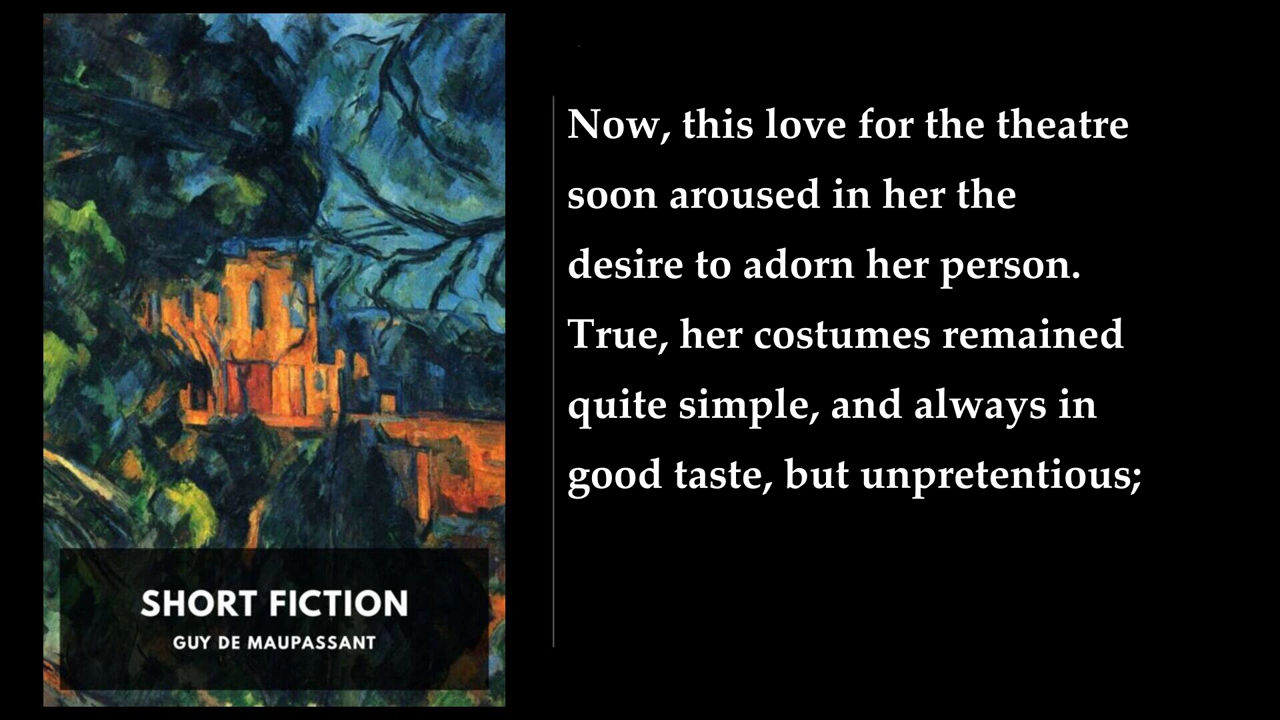 Now, this love for the theatre
soon aroused in her the
desire to adorn her person.
True, her costumes remained
quite simple, and always in
good taste, but unpretentious;
SHORT FICTION
GUY DE MAUPASSANT